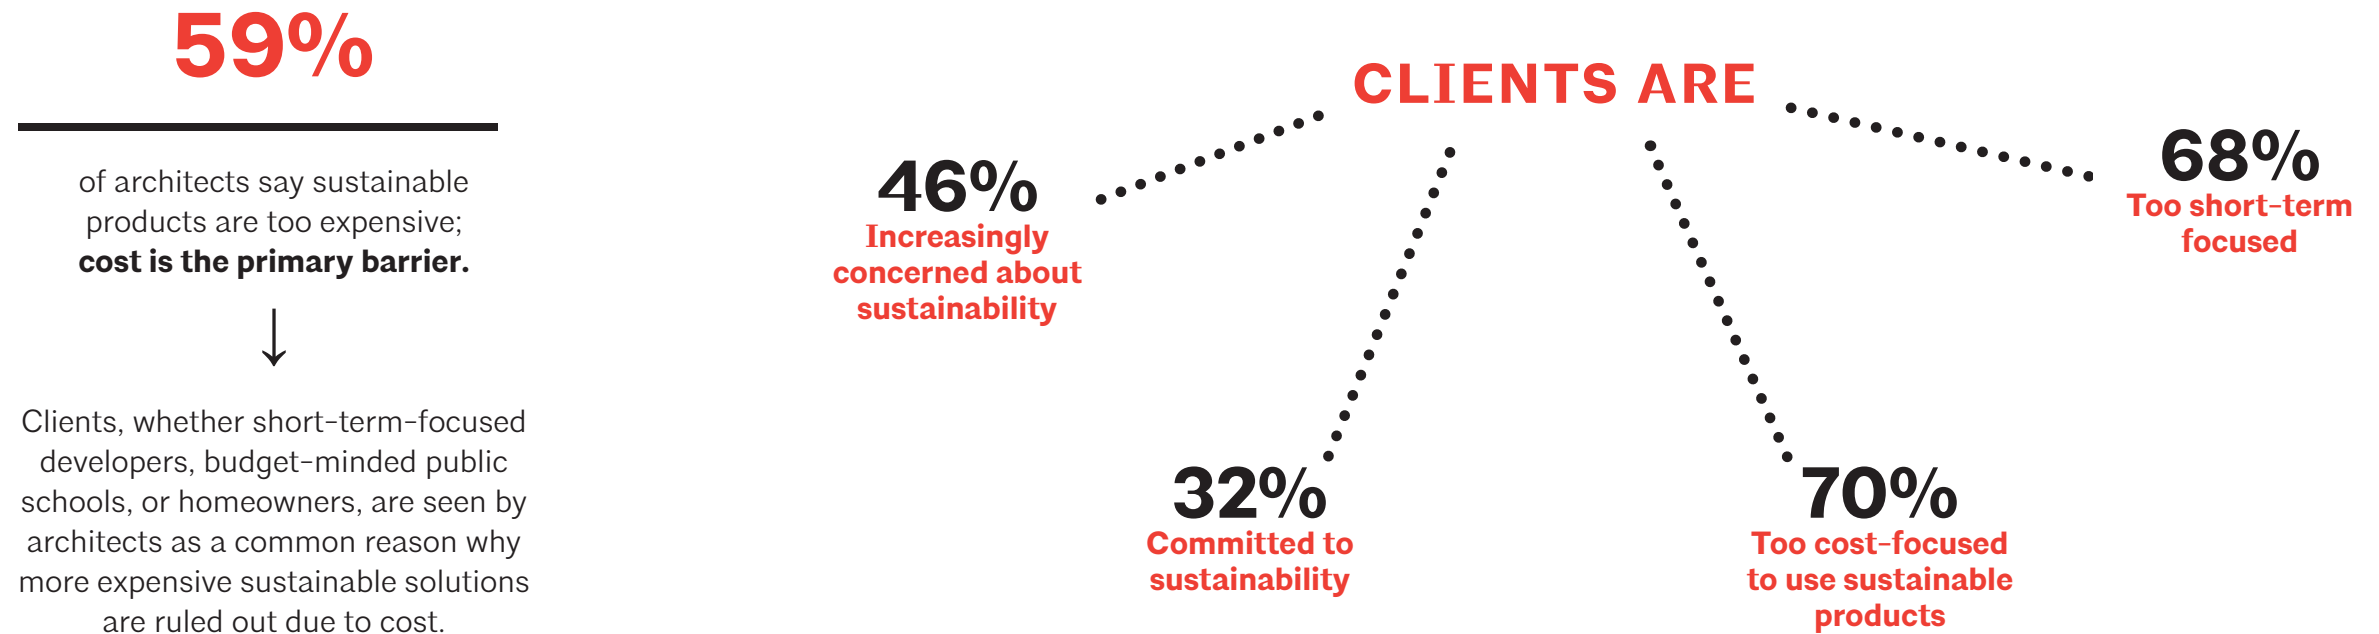 59%
of architects say sustainable
products are too expensive;
cost is the primary barrier.
↓
Clients, whether short-term-focused
developers, budget-minded public
schools, or homeowners, are seen by
architects as a common reason why
more expensive sustainable solutions
are ruled out due to cost.
CLIENTS ARE
46%
Increasingly
concerned about
sustainability
32%
Committed to
sustainability
70%
Too cost-focused
to use sustainable
products
68%
Too short-term
focused